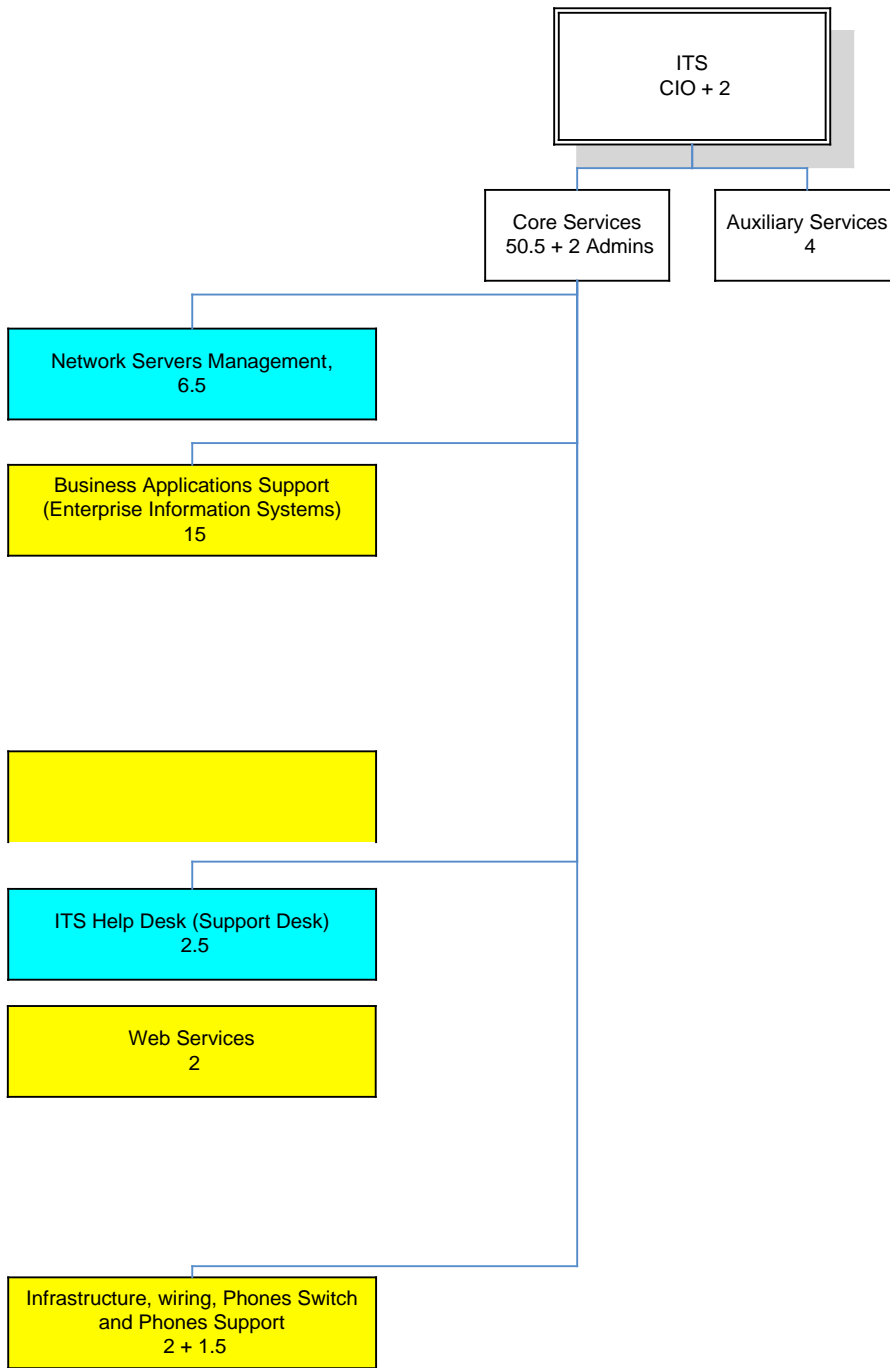 ITS
CIO + 2
Core Services
50.5 + 2 Admins
Auxiliary Services
4
Network Servers Management,
6.5
Business Applications Support
(Enterprise Information Systems)
15
ITS Help Desk (Support Desk)
2.5
Web Services
2
Infrastructure, wiring, Phones Switch
and Phones Support
2 + 1.5